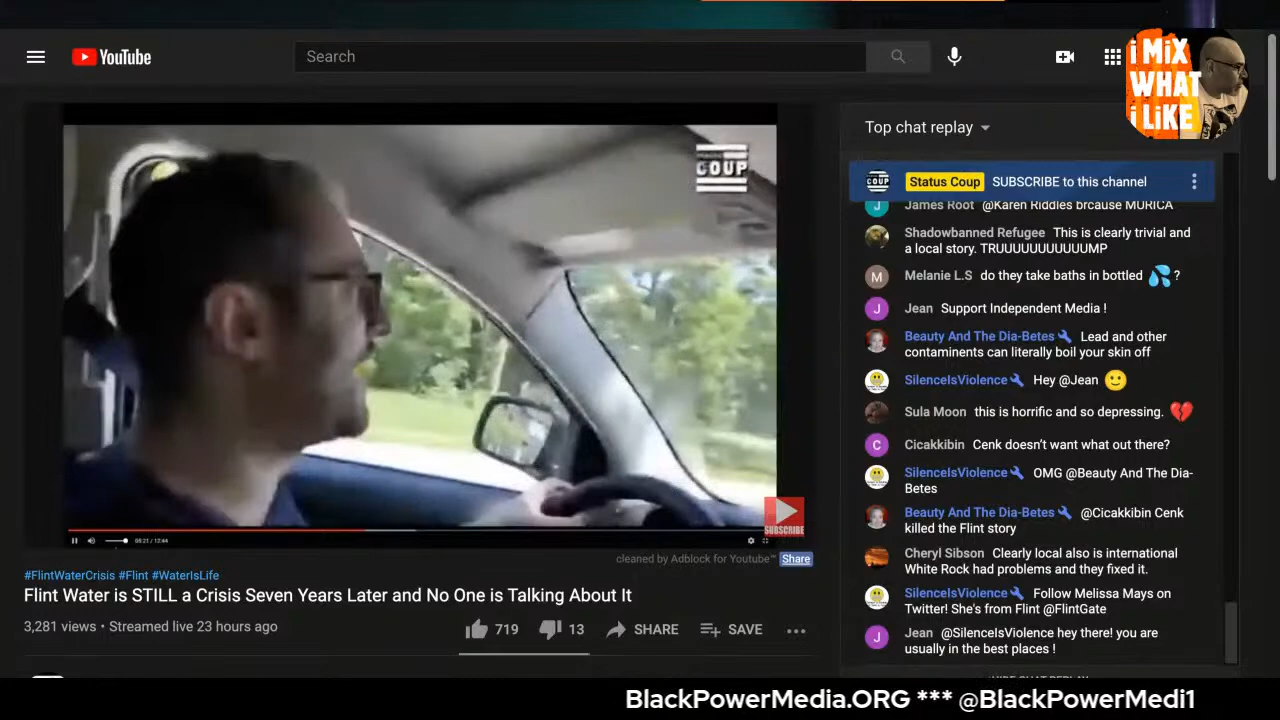 YouTube
Search
i MiX
WHAT
i LiKE
COUP
Top chat replay
COUP
Status Coup SUBSCRIBE to this channel
J James Root @Karen Riddles brcause MURICA
Shadowbanned Refugee This is clearly trivial and
a local story. TRUUUUUUUUUUMP
M Melanie L.S do they take baths in bottled 💦 ?
J Jean Support Independent Media !
Beauty And The Dia-Betes Lead and other
contaminents can literally boil your skin off
SilenceIsViolence Hey @Jean 🙂
Sula Moon this is horrific and so depressing. 💔
C Cicakkibin Cenk doesn’t want what out there?
SilenceIsViolence OMG @Beauty And The Dia-
Betes
Beauty And The Dia-Betes @Cicakkibin Cenk
killed the Flint story
Cheryl Sibson Clearly local also is international
White Rock had problems and they fixed it.
SilenceIsViolence Follow Melissa Mays on
Twitter! She's from Flint @FlintGate
J Jean @SilenceIsViolence hey there! you are
usually in the best places !
SUBSCRIBE
cleaned by Adblock for Youtube™ Share
#FlintWaterCrisis #Flint #WaterIsLife
Flint Water is STILL a Crisis Seven Years Later and No One is Talking About It
3,281 views • Streamed live 23 hours ago
719 13 SHARE SAVE
BlackPowerMedia.ORG *** @BlackPowerMedi1